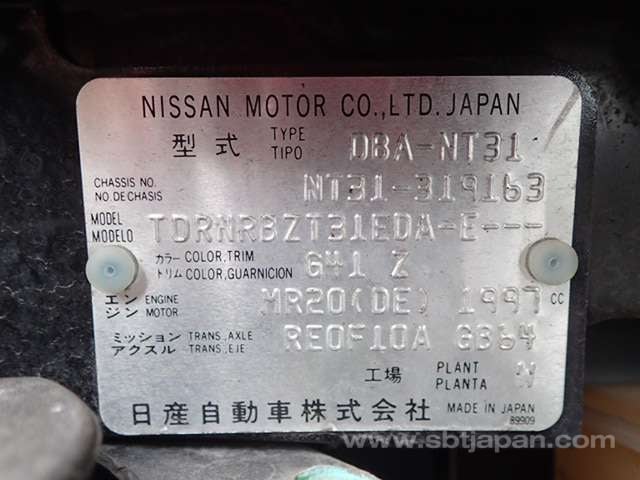 NISSAN MOTOR CO.,LTD.JAPAN
型式 TYPE TIPO DBA-NT31
CHASSIS NO. NO DE CHASIS NT31-319163
MODEL MODELO TDRNRBZT31EDA-E---
カラー COLOR,TRIM トリム COLOR,GUARNICION G41 Z
エンジン ENGINE MOTOR MR20(DE) 1997 cc
ミッション TRANS.AXLE アクスル TRANS.EJE RE0F10A G364
工場 PLANT PLANTA N
日産自動車株式会社 MADE IN JAPAN
89909
www.sbtjapan.com